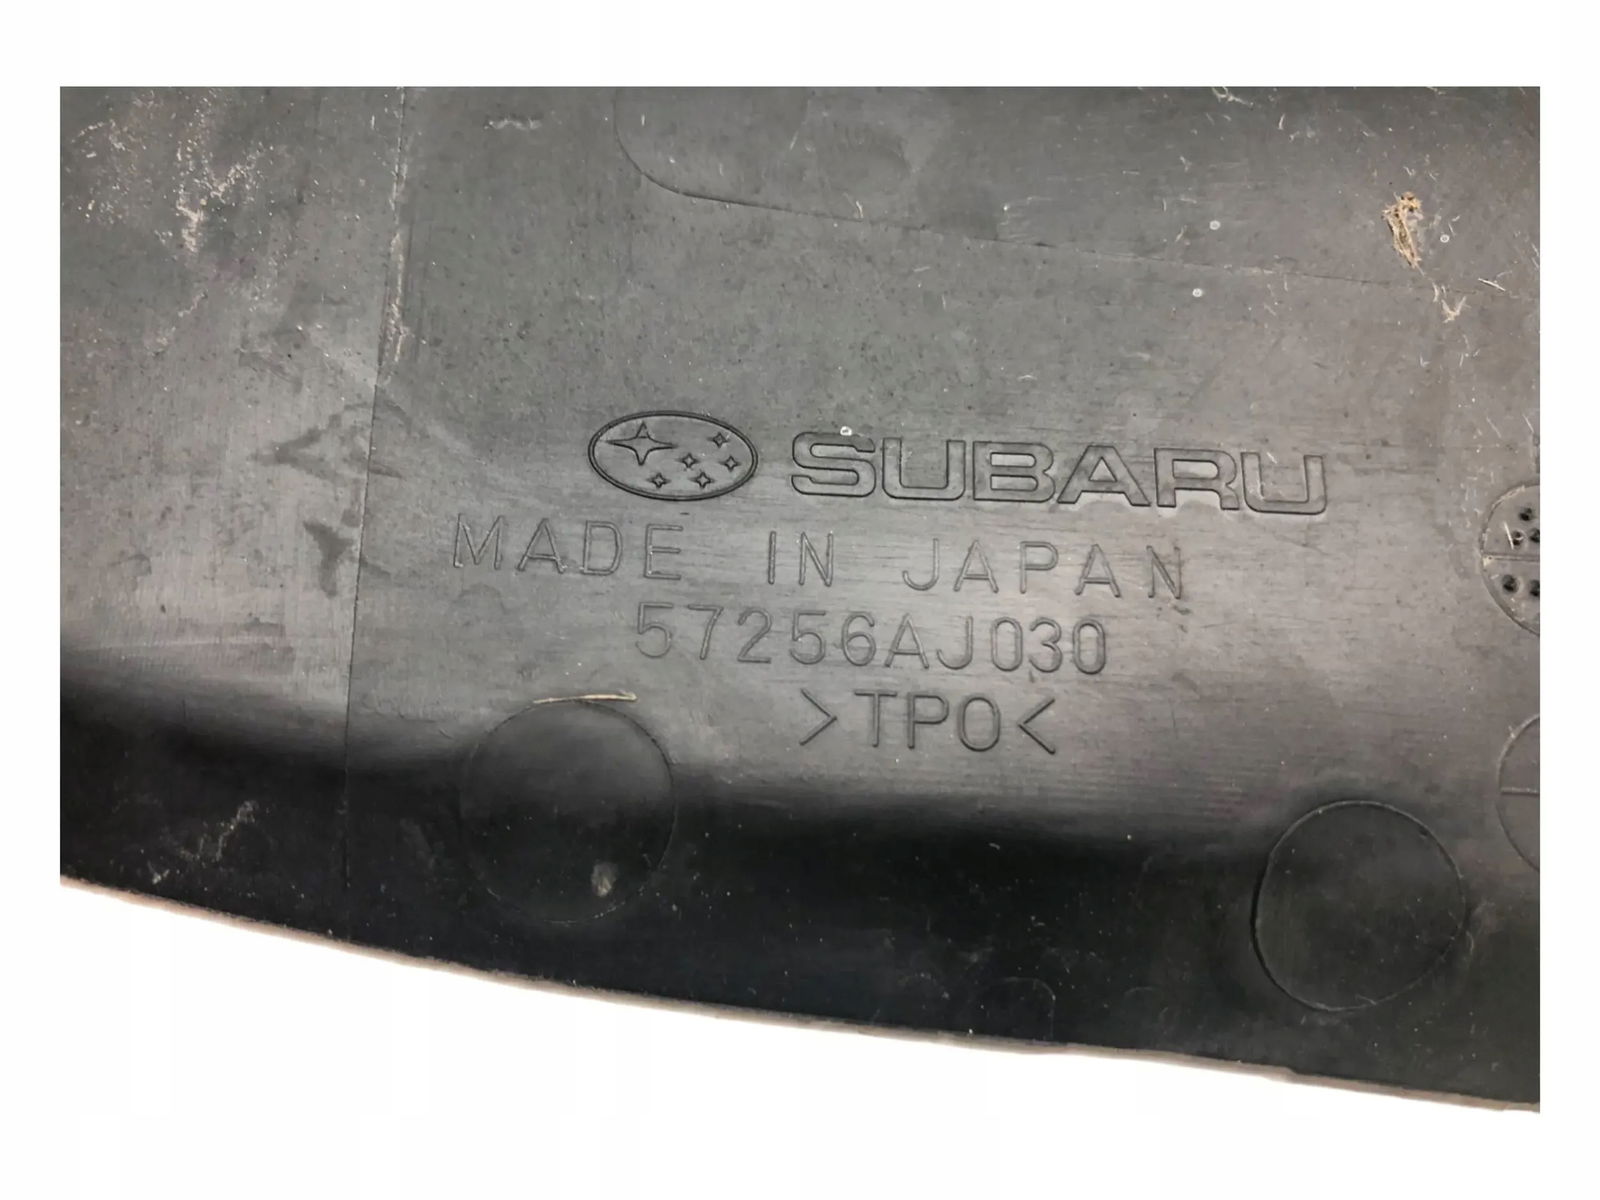 SUBARU
MADE IN JAPAN
57256AJ030
>TPO<